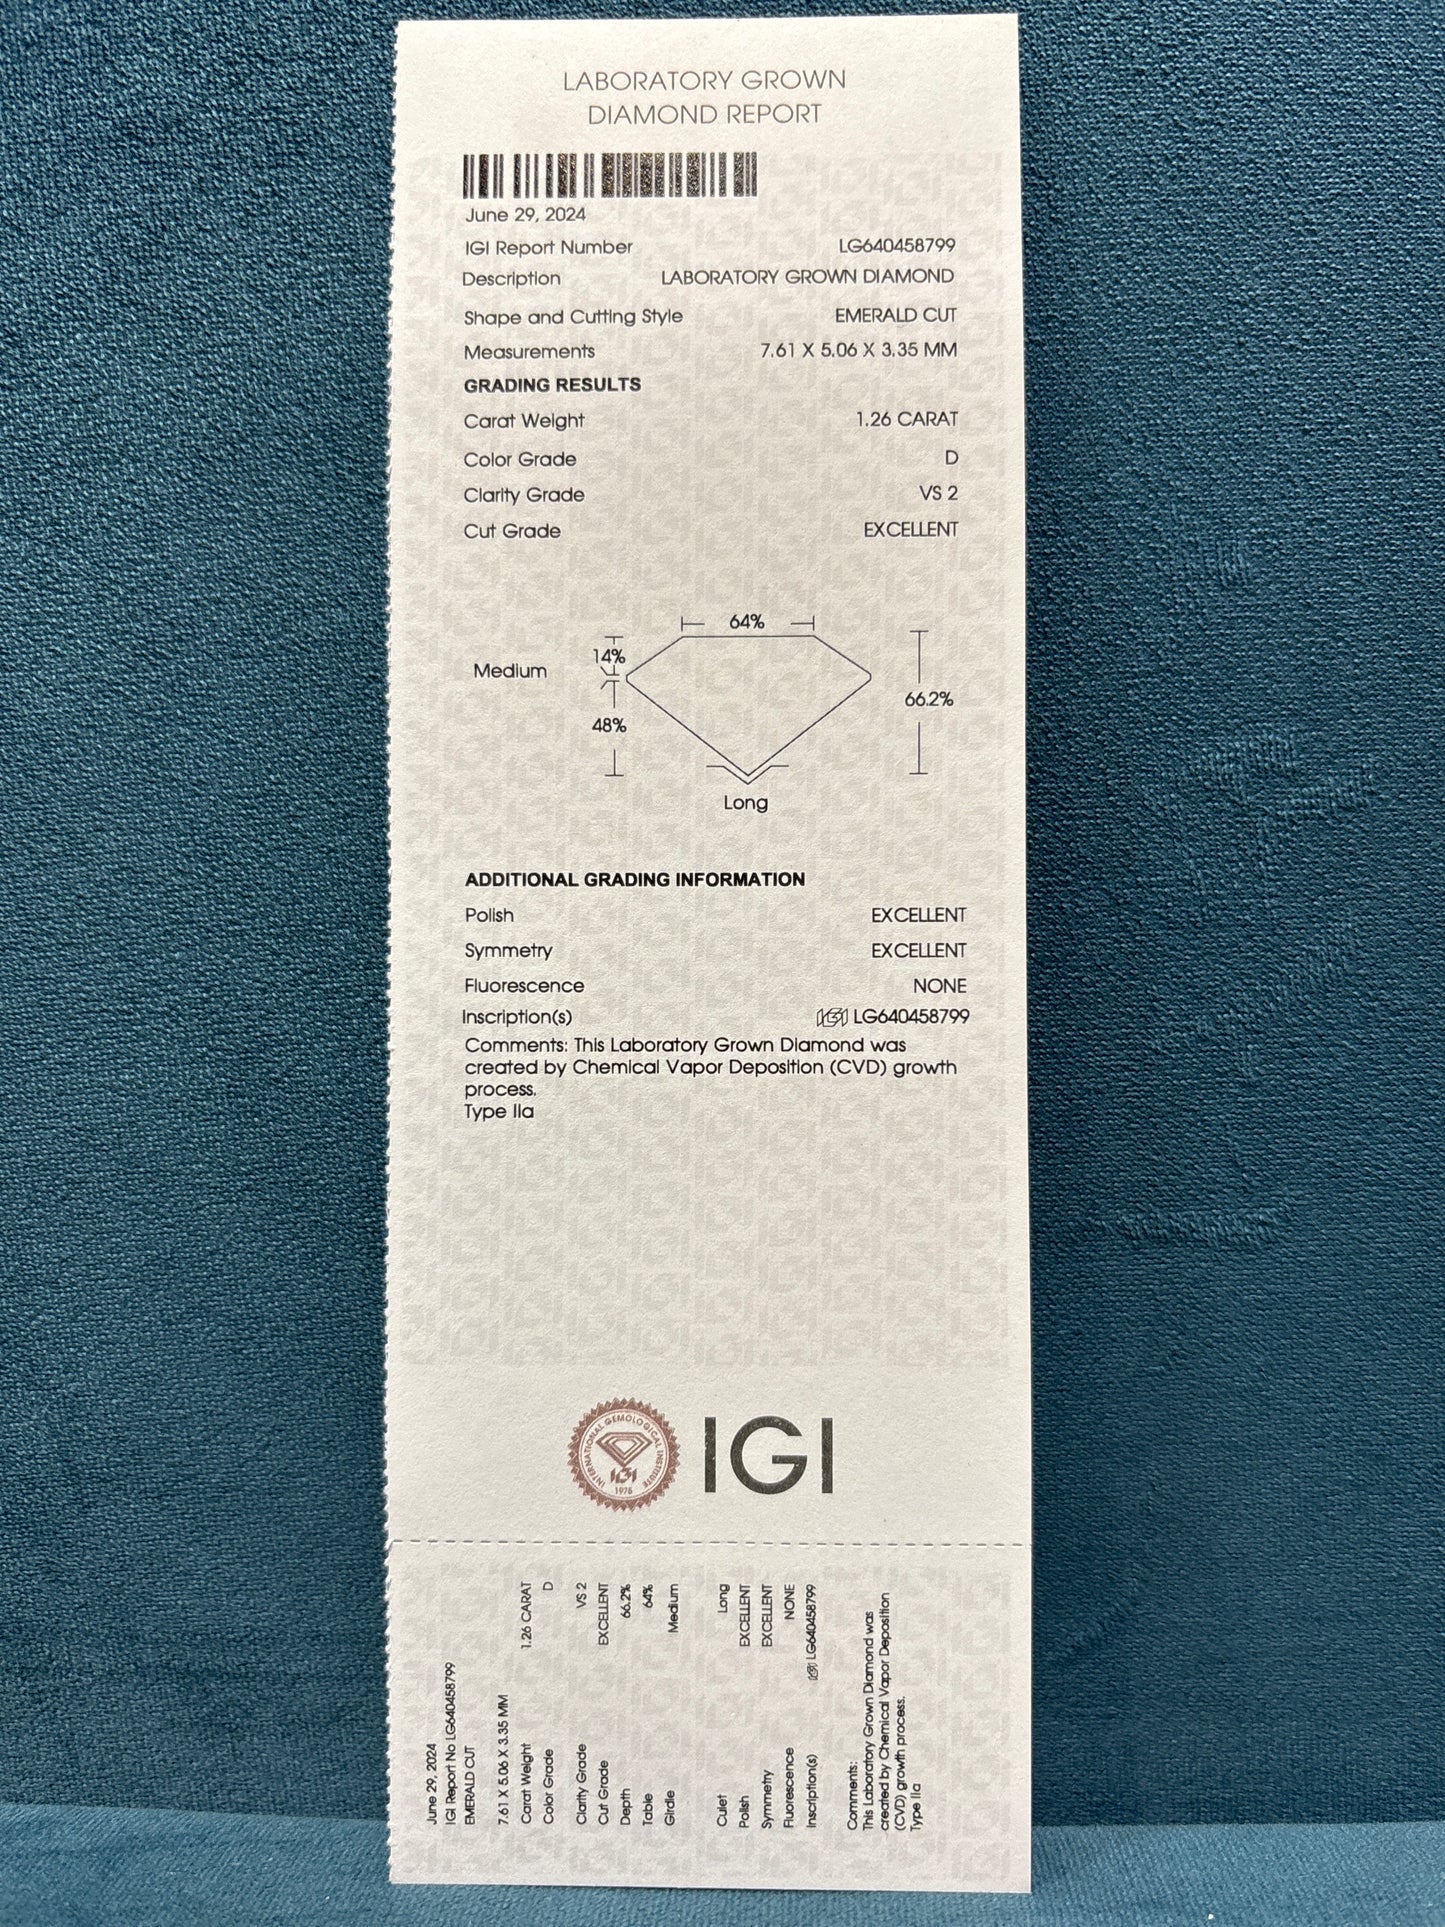 LABORATORY GROWN
DIAMOND REPORT
June 29, 2024
IGI Report Number LG640458799
Description LABORATORY GROWN DIAMOND
Shape and Cutting Style EMERALD CUT
Measurements 7.61 X 5.06 X 3.35 MM
GRADING RESULTS
Carat Weight 1.26 CARAT
Color Grade D
Clarity Grade VS 2
Cut Grade EXCELLENT
64%
14%
Medium
66.2%
48%
Long
ADDITIONAL GRADING INFORMATION
Polish EXCELLENT
Symmetry EXCELLENT
Fluorescence NONE
Inscription(s) IGI LG640458799
Comments: This Laboratory Grown Diamond was
created by Chemical Vapor Deposition (CVD) growth
process.
Type IIa
INTERNATIONAL GEMOLOGICAL INSTITUTE
IGI
1975
IGI
June 29, 2024
IGI Report No LG640458799
EMERALD CUT
7.61 X 5.06 X 3.35 MM
Carat Weight 1.26 CARAT
Color Grade D
Clarity Grade VS 2
Cut Grade EXCELLENT
Depth 66.2%
Table 64%
Girdle Medium
Culet Long
Polish EXCELLENT
Symmetry EXCELLENT
Fluorescence NONE
Inscription(s) IGI LG640458799
Comments:
This Laboratory Grown Diamond was
created by Chemical Vapor Deposition
(CVD) growth process.
Type IIa